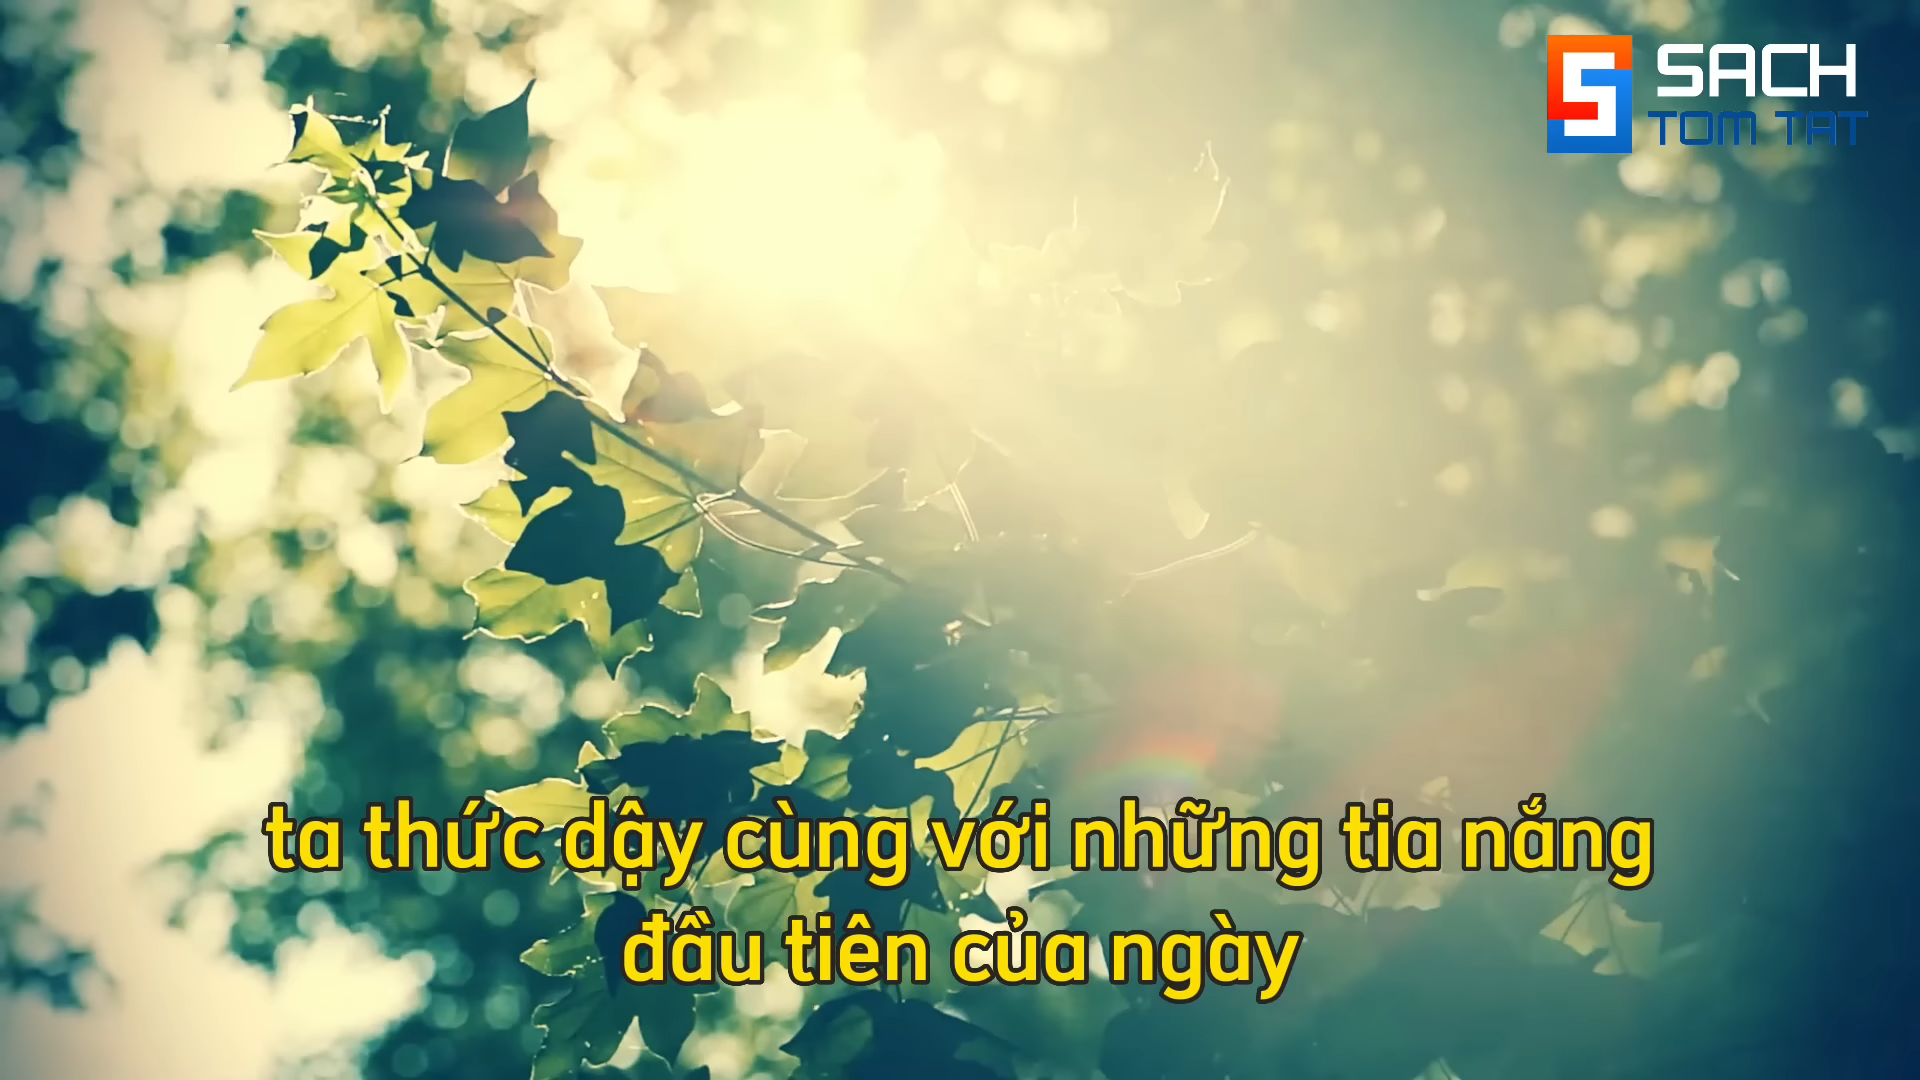 SACH
TOM TAT
ta thức dậy cùng với những tia nắng
đầu tiên của ngày